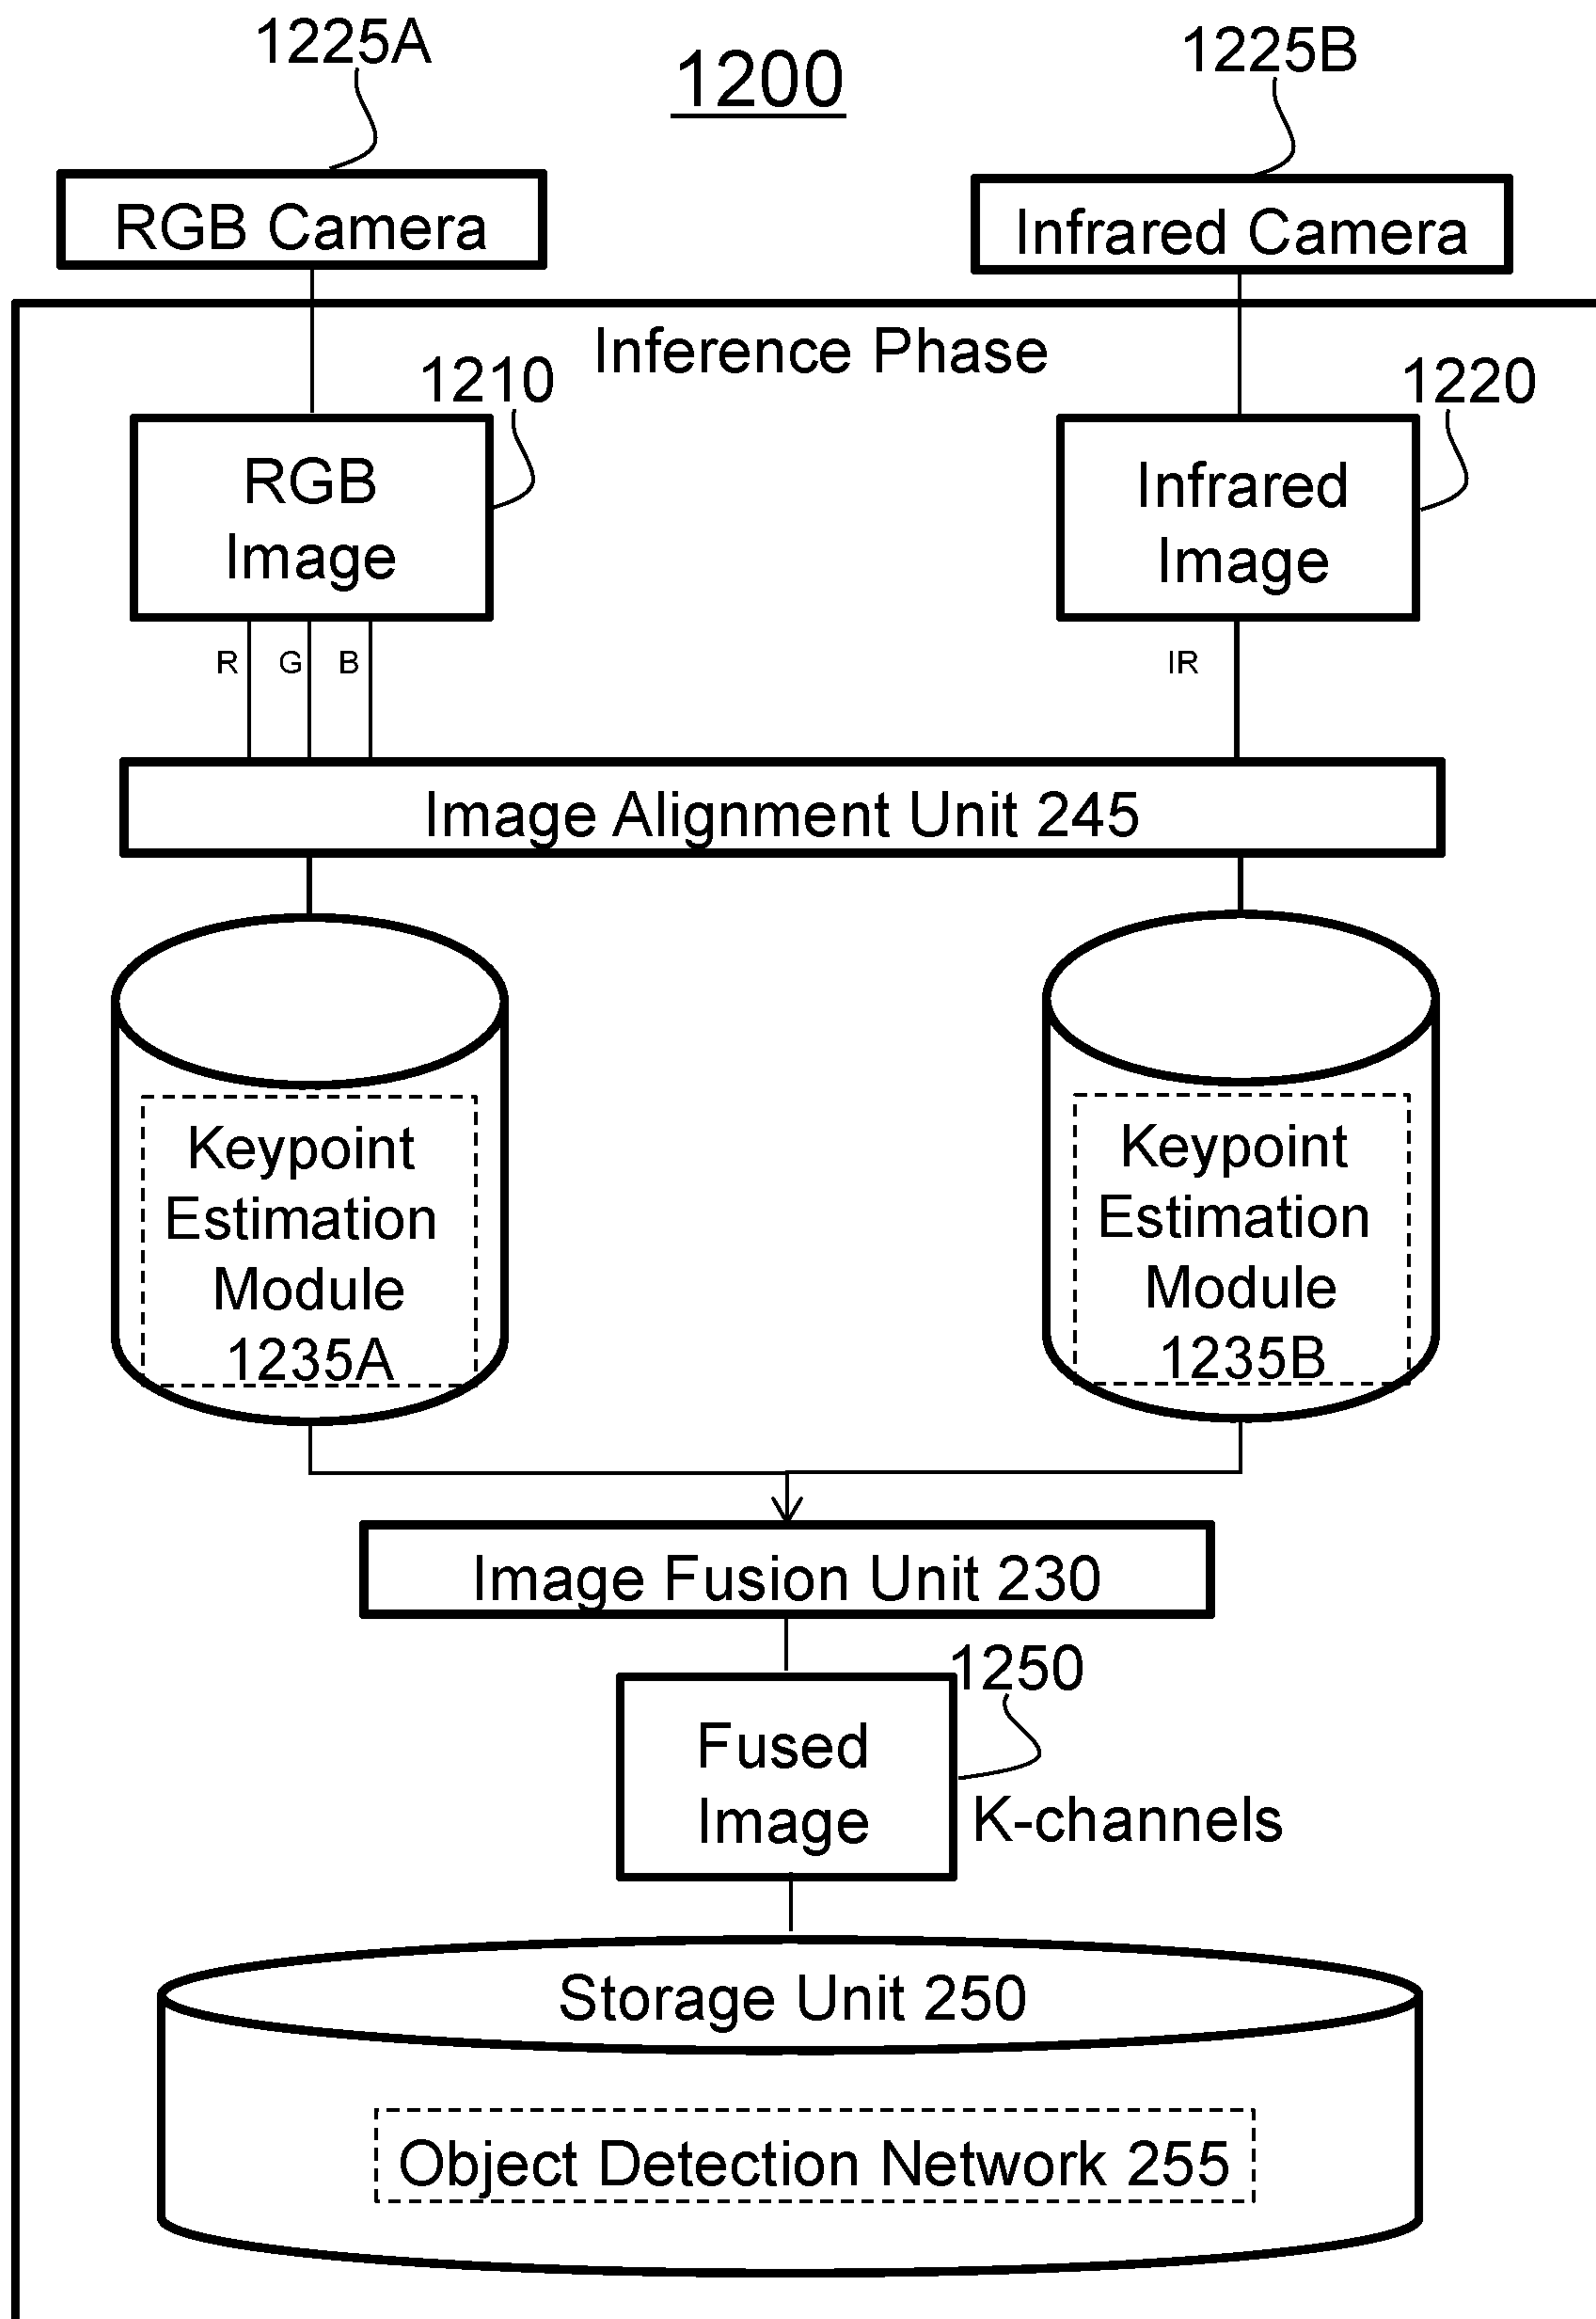 1225A
1200
1225B
RGB Camera
Infrared Camera
Inference Phase
1210
1220
RGB
Image
Infrared
Image
R G B
IR
Image Alignment Unit 245
Keypoint
Estimation
Module
1235A
Keypoint
Estimation
Module
1235B
Image Fusion Unit 230
1250
Fused
Image
K-channels
Storage Unit 250
Object Detection Network 255